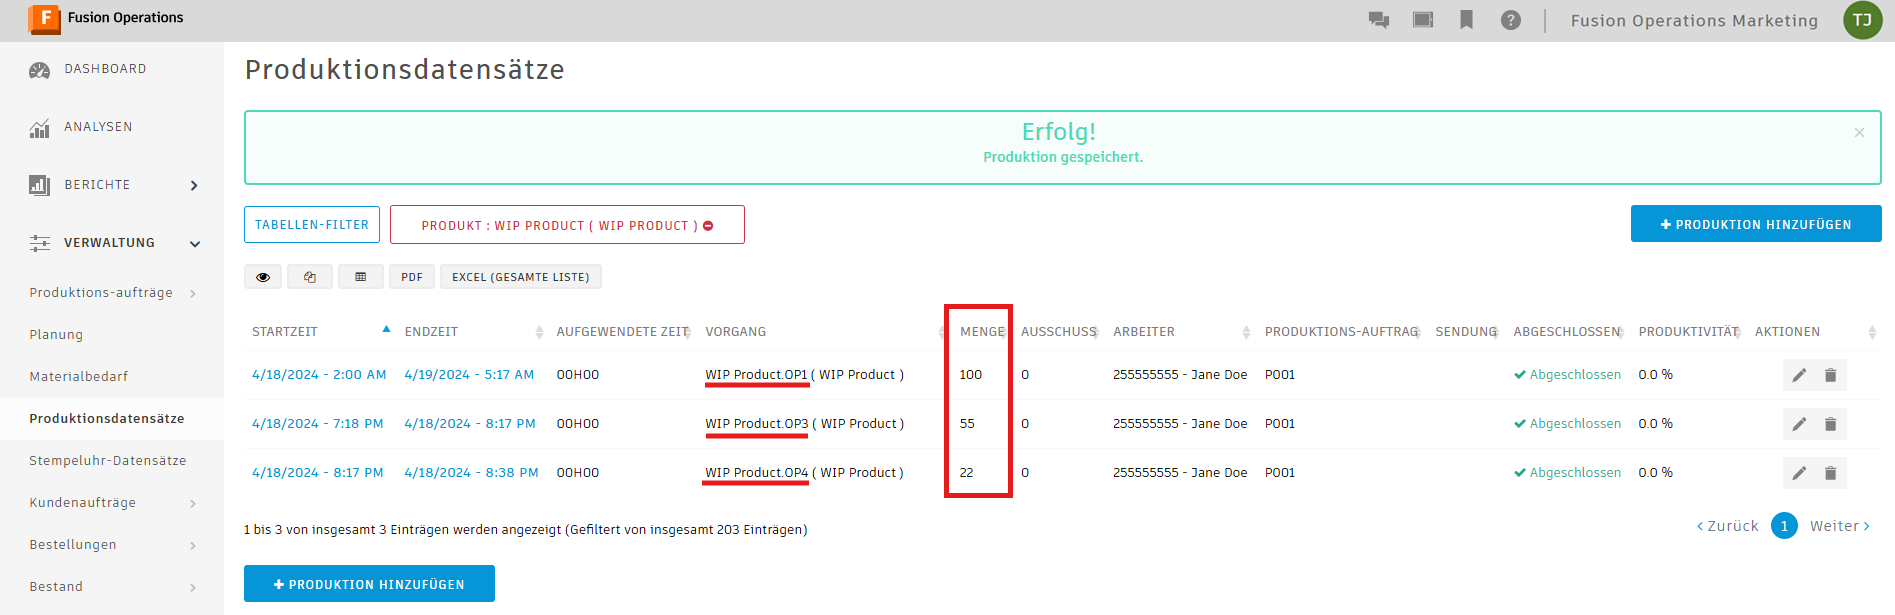 Fusion Operations
Fusion Operations Marketing
TJ
DASHBOARD
ANALYSEN
BERICHTE
VERWALTUNG
Produktions-aufträge
Planung
Materialbedarf
Produktionsdatensätze
Stempeluhr-Datensätze
Kundenaufträge
Bestellungen
Bestand
Produktionsdatensätze
Erfolg!
Produktion gespeichert.
TABELLEN-FILTER
PRODUKT : WIP PRODUCT ( WIP PRODUCT )
PRODUKTION HINZUFÜGEN
PDF
EXCEL (GESAMTE LISTE)
STARTZEIT ENDZEIT AUFGEWENDETE ZEIT VORGANG MENGE AUSSCHUSS ARBEITER PRODUKTIONS-AUFTRAG SENDUNG ABGESCHLOSSEN PRODUKTIVITÄT AKTIONEN
4/18/2024 - 2:00 AM 4/19/2024 - 5:17 AM 00H00 WIP Product.OP1 ( WIP Product ) 100 0 255555555 - Jane Doe P001 Abgeschlossen 0.0 %
4/18/2024 - 7:18 PM 4/18/2024 - 8:17 PM 00H00 WIP Product.OP3 ( WIP Product ) 55 0 255555555 - Jane Doe P001 Abgeschlossen 0.0 %
4/18/2024 - 8:17 PM 4/18/2024 - 8:38 PM 00H00 WIP Product.OP4 ( WIP Product ) 22 0 255555555 - Jane Doe P001 Abgeschlossen 0.0 %
1 bis 3 von insgesamt 3 Einträgen werden angezeigt (Gefiltert von insgesamt 203 Einträgen)
Zurück 1 Weiter
PRODUKTION HINZUFÜGEN